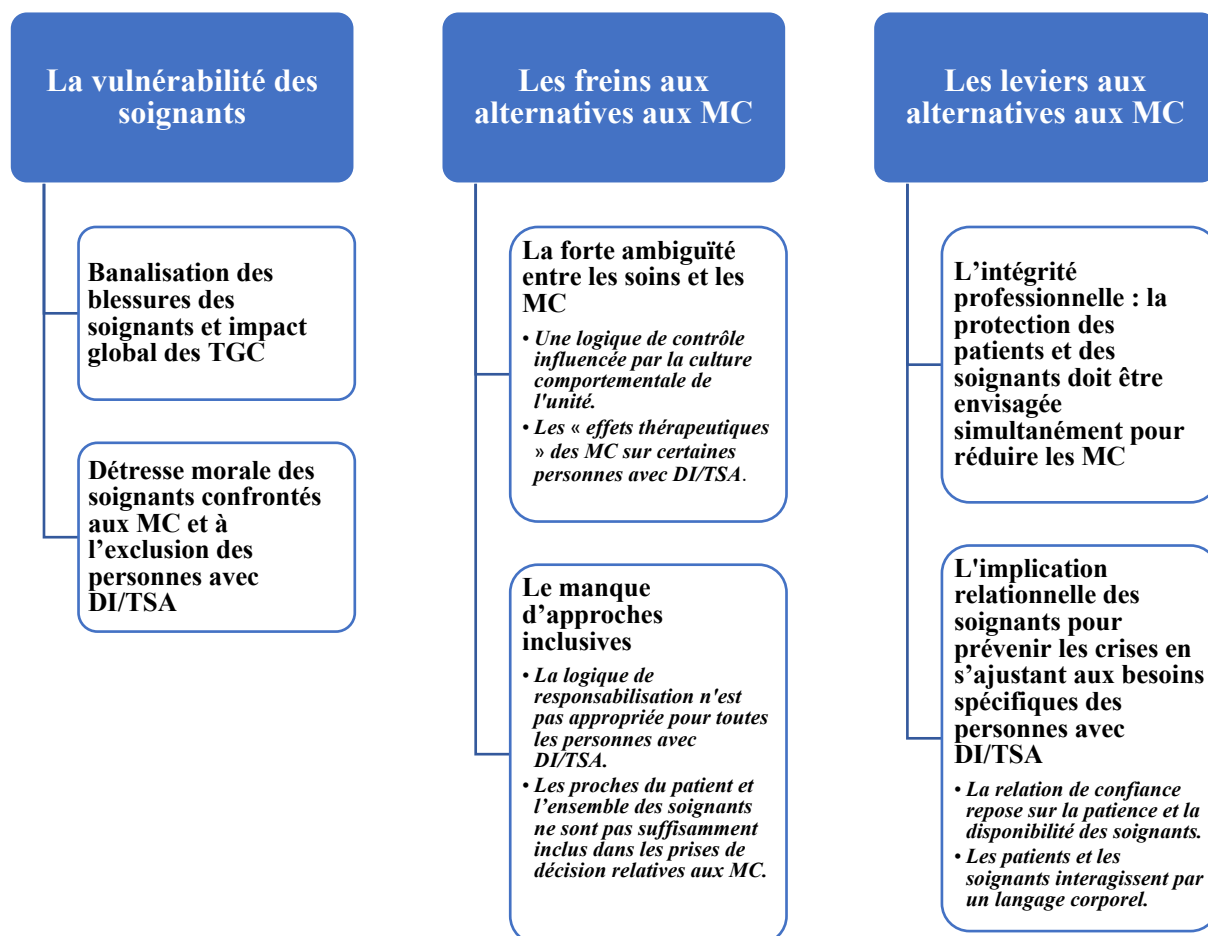 La vulnérabilité des
soignants
Banalisation des
blessures des
soignants et impact
global des TGC
Détresse morale des
soignants confrontés
aux MC et à
l’exclusion des
personnes avec
DI/TSA
Les freins aux
alternatives aux MC
La forte ambiguïté
entre les soins et les
MC
• Une logique de contrôle
influencée par la culture
comportementale de
l'unité.
• Les « effets thérapeutiques
» des MC sur certaines
personnes avec DI/TSA.
Le manque
d’approches
inclusives
• La logique de
responsabilisation n'est
pas appropriée pour toutes
les personnes avec
DI/TSA.
• Les proches du patient et
l’ensemble des soignants
ne sont pas suffisamment
inclus dans les prises de
décision relatives aux MC.
Les leviers aux
alternatives aux MC
L’intégrité
professionnelle : la
protection des
patients et des
soignants doit être
envisagée
simultanément pour
réduire les MC
L'implication
relationnelle des
soignants pour
prévenir les crises en
s’ajustant aux besoins
spécifiques des
personnes avec
DI/TSA
• La relation de confiance
repose sur la patience et la
disponibilité des soignants.
• Les patients et les
soignants interagissent par
un langage corporel.